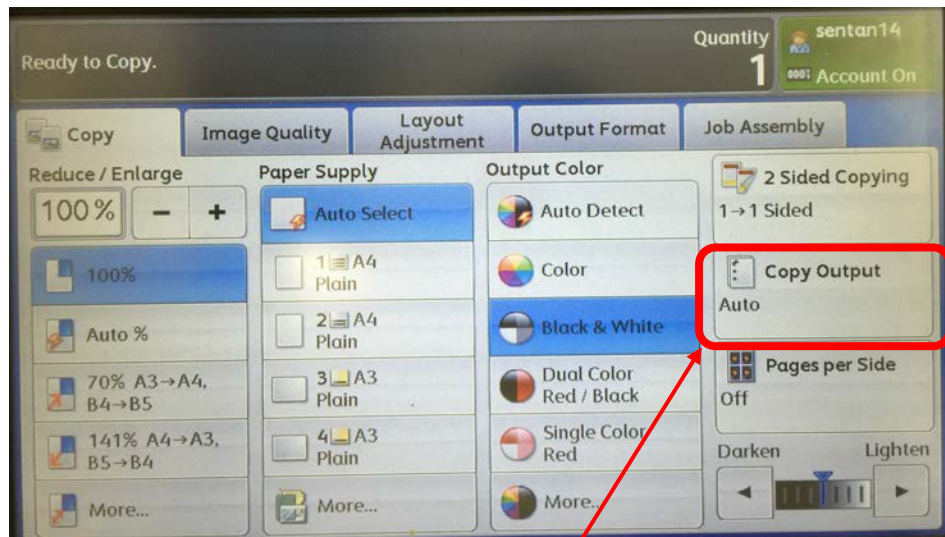 Ready to Copy.
Quantity
1
sentan14
Account On
Copy
Image Quality
Layout
Adjustment
Output Format
Job Assembly
Reduce / Enlarge
100%
−
+
100%
Auto %
70% A3→A4,
B4→B5
141% A4→A3,
B5→B4
More...
Paper Supply
Auto Select
1 A4
Plain
2 A4
Plain
3 A3
Plain
4 A3
Plain
More...
Output Color
Auto Detect
Color
Black & White
Dual Color
Red / Black
Single Color
Red
More...
2 Sided Copying
1→1 Sided
Copy Output
Auto
Pages per Side
Off
Darken
Lighten